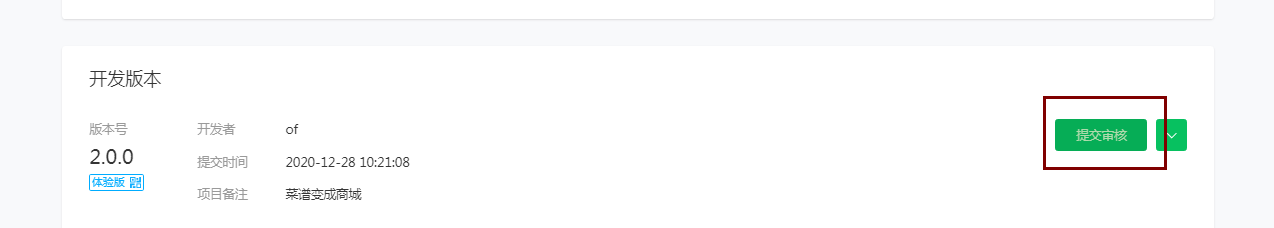 开发版本
版本号
2.0.0
体验版
开发者 of
提交时间 2020-12-28 10:21:08
项目备注 菜谱变成商城
提交审核